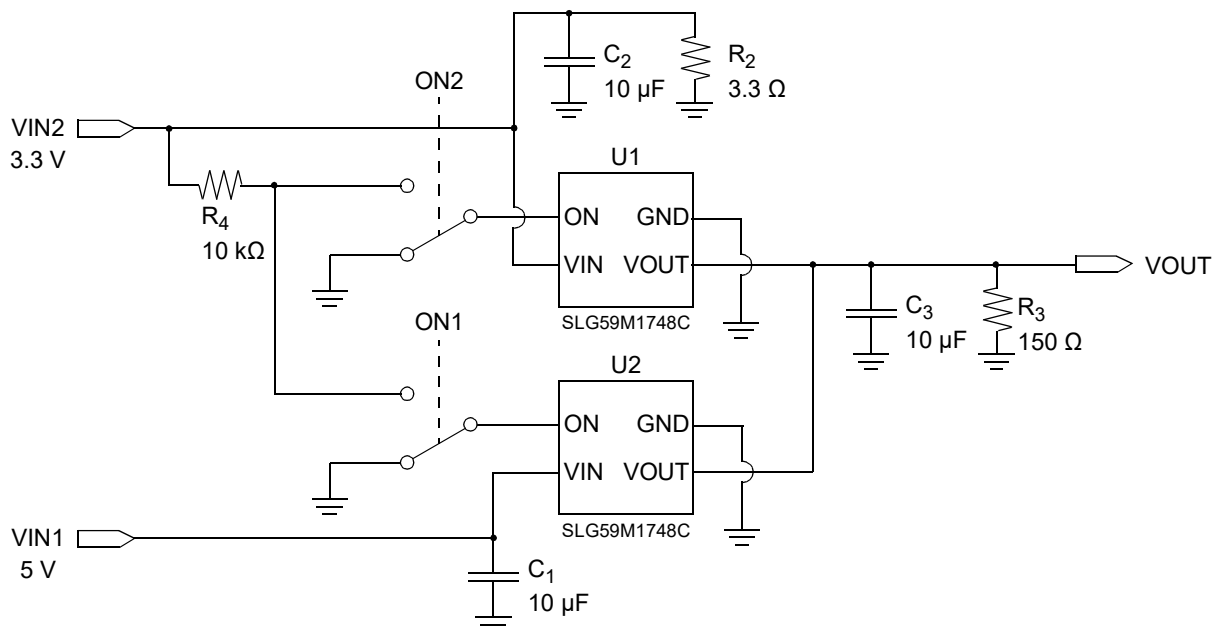 C2
10 µF
R2
3.3 Ω
ON2
VIN2
3.3 V
R4
10 kΩ
U1
ON
GND
VIN
VOUT
SLG59M1748C
VOUT
C3
10 µF
R3
150 Ω
ON1
U2
ON
GND
VIN
VOUT
SLG59M1748C
VIN1
5 V
C1
10 µF